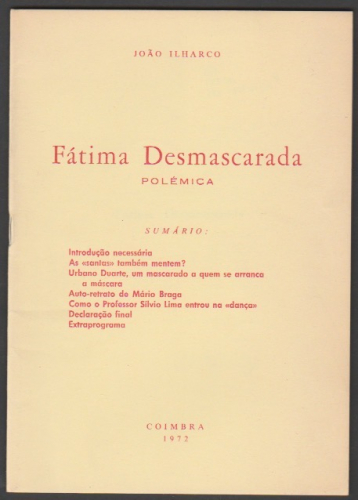 JOÃO ILHARCO
Fátima Desmascarada
POLÉMICA
SUMÁRIO:
Introdução necessária
As «santas» também mentem?
Urbano Duarte, um mascarado a quem se arranca
a máscara
Auto-retrato de Mário Braga
Como o Professor Sílvio Lima entrou na «dança»
Declaração final
Extraprograma
COIMBRA
1972